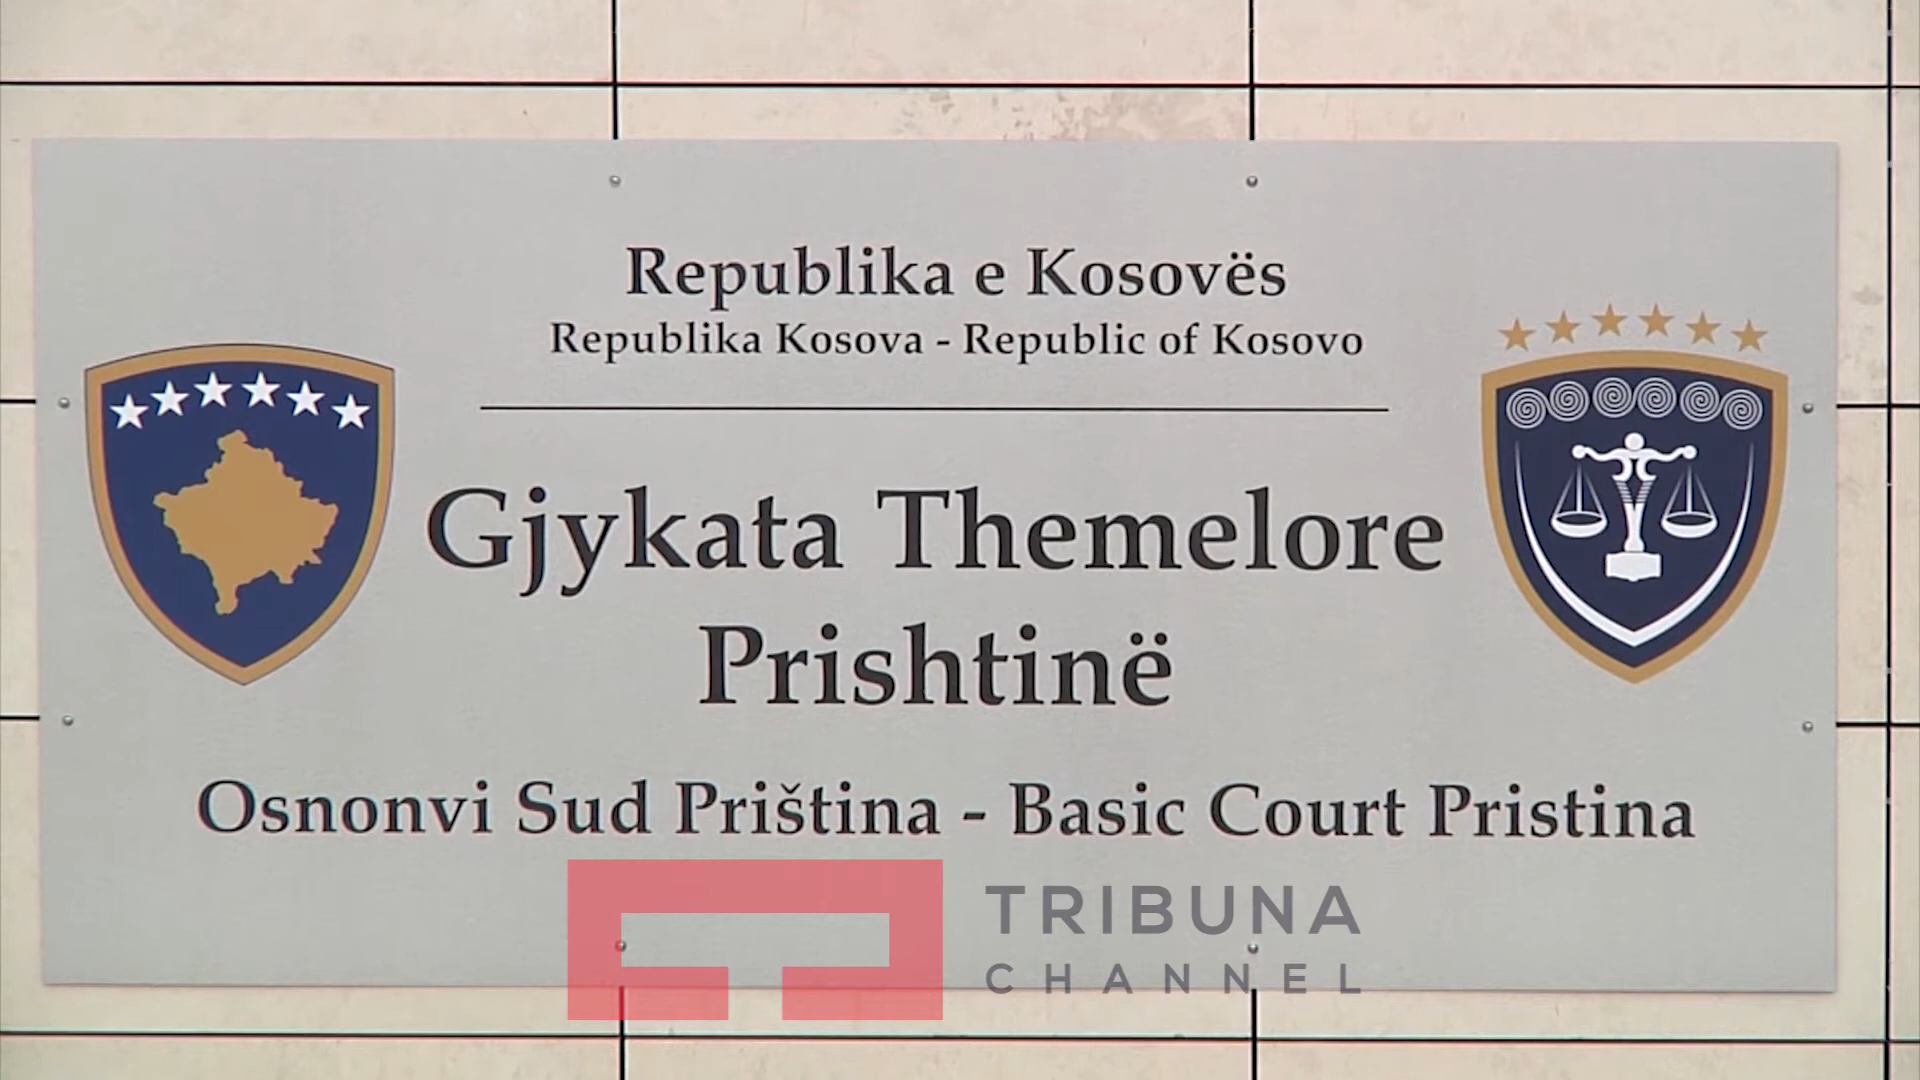 Republika e Kosovës
Republika Kosova - Republic of Kosovo
Gjykata Themelore
Prishtinë
Osnonvi Sud Priština - Basic Court Pristina
TRIBUNA
CHANNEL